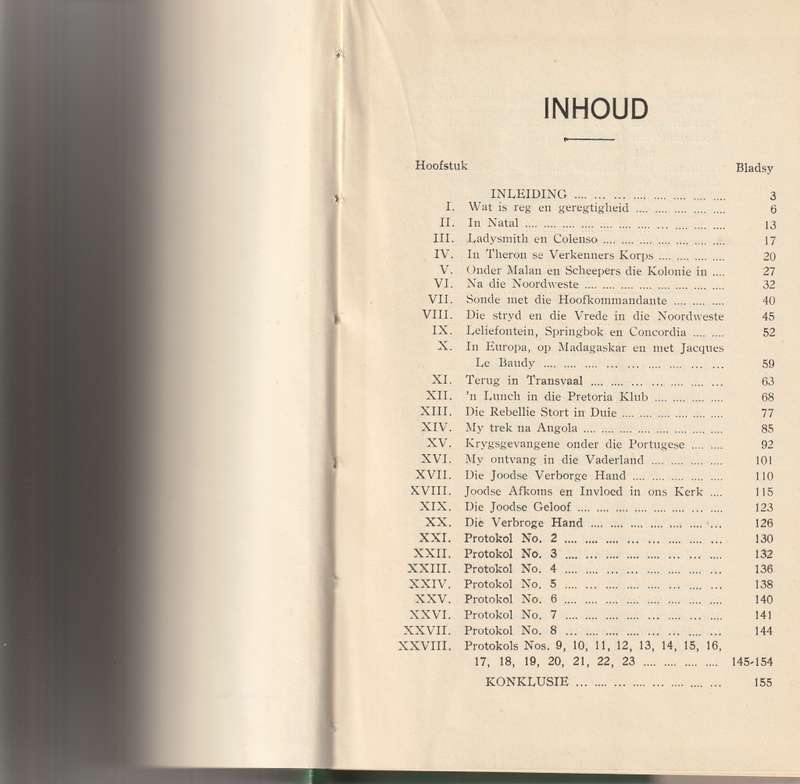 INHOUD
Hoofstuk Bladsy
INLEIDING .... ... ... .... .... .... .... .... 3
I. Wat is reg en geregtigheid .... .... .... .... .... 6
II. In Natal .... .... .... .... .... .... .... ... .... .... .... 13
III. Ladysmith en Colenso .... .... .... .... .... .... .... 17
IV. In Theron se Verkenners Korps .... .... .... .... 20
V. Onder Malan en Scheepers die Kolonie in .... 27
VI. Na die Noordweste .... .... .... .... .... .... .... .... 32
VII. Sonde met die Hoofkommandante .... .... .... 40
VIII. Die stryd en die Vrede in die Noordweste 45
IX. Leliefontein, Springbok en Concordia .... .... 52
X. In Europa, op Madagaskar en met Jacques
Le Baudy .... .... .... .... ... ... .... .... ... ... 59
XI. Terug in Transvaal .... .... ... ... .... .... ... 63
XII. 'n Lunch in die Pretoria Klub .... .... .... .... 68
XIII. Die Rebellie Stort in Duie .... .... .... .... .... .... 77
XIV. My trek na Angola .... .... .... .... .... .... .... .... 85
XV. Krygsgevangene onder die Portugese .... .... 92
XVI. My ontvang in die Vaderland .... .... .... .... 101
XVII. Die Joodse Verborge Hand .... .... .... .... .... 110
XVIII. Joodse Afkoms en Invloed in ons Kerk .... 115
XIX. Die Joodse Geloof .... .... .... .... .... .... ... .... 123
XX. Die Verbroge Hand .... .... .... .... .... .... ... 126
XXI. Protokol No. 2 .... .... .... ... ... .... .... .... .... 130
XXII. Protokol No. 3 .... ... .... .... .... ... ... .... .... 132
XXIII. Protokol No. 4 .... .... .... ... ... .... .... .... .... 136
XXIV. Protokol No. 5 .... ... .... .... .... ... .... .... .... 138
XXV. Protokol No. 6 .... .... .... .... .... .... .... .... .... 140
XXVI. Protokol No. 7 .... .... .... .... .... ... .... .... .... 141
XXVII. Protokol No. 8 ... .... .... .... .... ... ... .... ... 144
XXVIII. Protokols Nos. 9, 10, 11, 12, 13, 14, 15, 16,
17, 18, 19, 20, 21, 22, 23 .... .... .... .... 145-154
KONKLUSIE ... .... ... .... ... .... .... .... ... 155